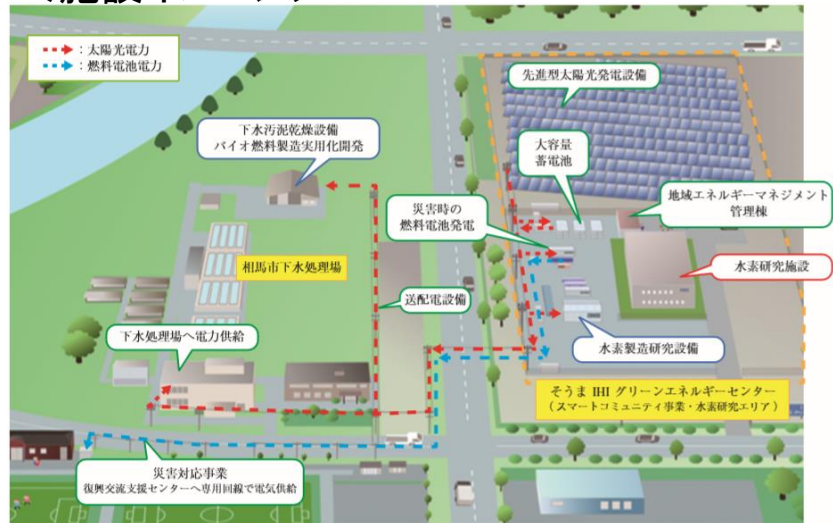 ：太陽光電力
：燃料電池電力
先進型太陽光発電設備
下水汚泥乾燥設備
バイオ燃料製造実用化開発
大容量
蓄電池
災害時の
燃料電池発電
地域エネルギーマネジメント
管理棟
相馬市下水処理場
水素研究施設
送配電設備
下水処理場へ電力供給
水素製造研究設備
そうま IHI グリーンエネルギーセンター
（スマートコミュニティ事業・水素研究エリア）
災害対応事業
復興交流支援センターへ専用回線で電気供給